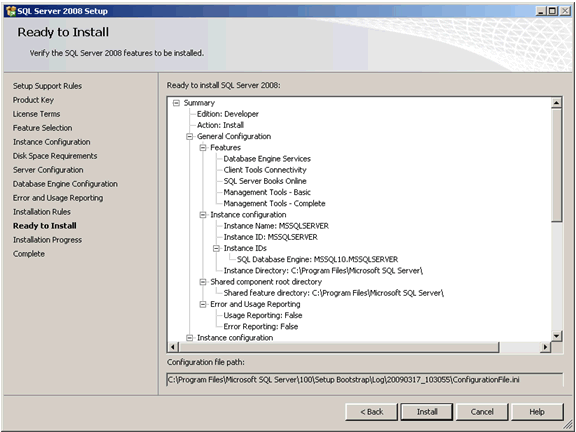 SQL Server 2008 Setup
Ready to Install
Verify the SQL Server 2008 features to be installed.
Setup Support Rules
Product Key
License Terms
Feature Selection
Instance Configuration
Disk Space Requirements
Server Configuration
Database Engine Configuration
Error and Usage Reporting
Installation Rules
Ready to Install
Installation Progress
Complete
Ready to install SQL Server 2008:
Summary
Edition: Developer
Action: Install
General Configuration
Features
Database Engine Services
Client Tools Connectivity
SQL Server Books Online
Management Tools - Basic
Management Tools - Complete
Instance configuration
Instance Name: MSSQLSERVER
Instance ID: MSSQLSERVER
Instance IDs
SQL Database Engine: MSSQL10.MSSQLSERVER
Instance Directory: C:\Program Files\Microsoft SQL Server\
Shared component root directory
Shared feature directory: C:\Program Files\Microsoft SQL Server\
Error and Usage Reporting
Usage Reporting: False
Error Reporting: False
Instance configuration
Configuration file path:
C:\Program Files\Microsoft SQL Server\100\Setup Bootstrap\Log\20090317_103055\ConfigurationFile.ini
< Back
Install
Cancel
Help